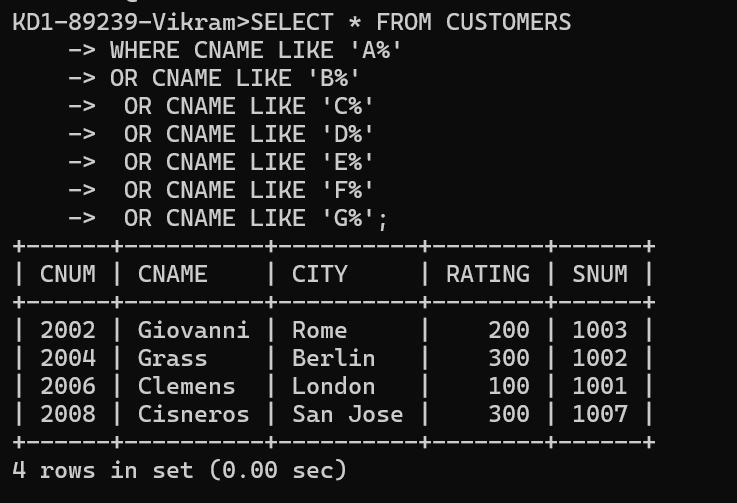 KD1-89239-Vikram>SELECT * FROM CUSTOMERS
    -> WHERE CNAME LIKE 'A%'
    -> OR CNAME LIKE 'B%'
    ->  OR CNAME LIKE 'C%'
    ->  OR CNAME LIKE 'D%'
    ->  OR CNAME LIKE 'E%'
    ->  OR CNAME LIKE 'F%'
    ->  OR CNAME LIKE 'G%';
+------+----------+----------+--------+------+
| CNUM | CNAME    | CITY     | RATING | SNUM |
+------+----------+----------+--------+------+
| 2002 | Giovanni | Rome     |    200 | 1003 |
| 2004 | Grass    | Berlin   |    300 | 1002 |
| 2006 | Clemens  | London   |    100 | 1001 |
| 2008 | Cisneros | San Jose |    300 | 1007 |
+------+----------+----------+--------+------+
4 rows in set (0.00 sec)